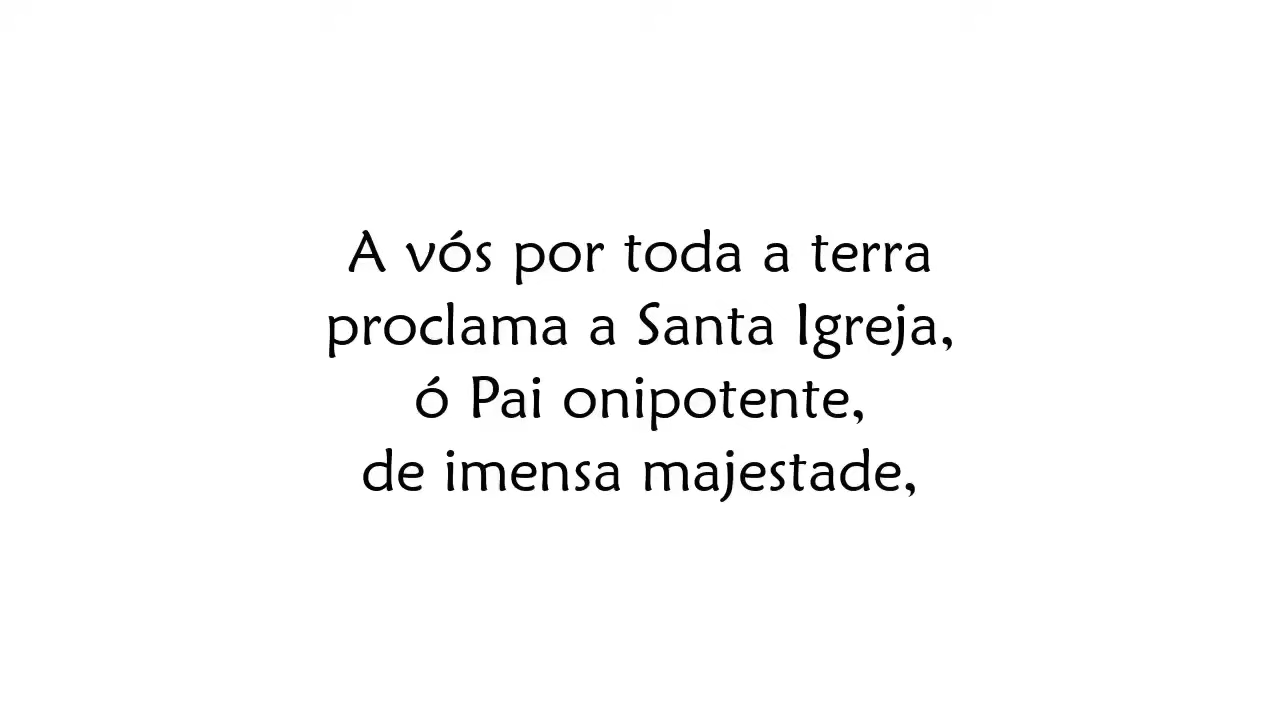 A vós por toda a terra
proclama a Santa Igreja,
ó Pai onipotente,
de imensa majestade,